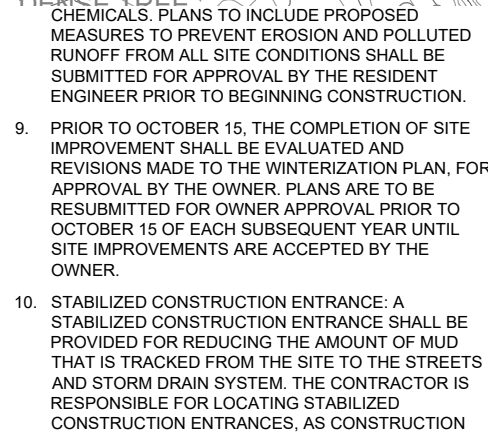 DENSE TREE
CHEMICALS. PLANS TO INCLUDE PROPOSED
MEASURES TO PREVENT EROSION AND POLLUTED
RUNOFF FROM ALL SITE CONDITIONS SHALL BE
SUBMITTED FOR APPROVAL BY THE RESIDENT
ENGINEER PRIOR TO BEGINNING CONSTRUCTION.
9. PRIOR TO OCTOBER 15, THE COMPLETION OF SITE
IMPROVEMENT SHALL BE EVALUATED AND
REVISIONS MADE TO THE WINTERIZATION PLAN, FOR
APPROVAL BY THE OWNER. PLANS ARE TO BE
RESUBMITTED FOR OWNER APPROVAL PRIOR TO
OCTOBER 15 OF EACH SUBSEQUENT YEAR UNTIL
SITE IMPROVEMENTS ARE ACCEPTED BY THE
OWNER.
10. STABILIZED CONSTRUCTION ENTRANCE: A
STABILIZED CONSTRUCTION ENTRANCE SHALL BE
PROVIDED FOR REDUCING THE AMOUNT OF MUD
THAT IS TRACKED FROM THE SITE TO THE STREETS
AND STORM DRAIN SYSTEM. THE CONTRACTOR IS
RESPONSIBLE FOR LOCATING STABILIZED
CONSTRUCTION ENTRANCES, AS CONSTRUCTION